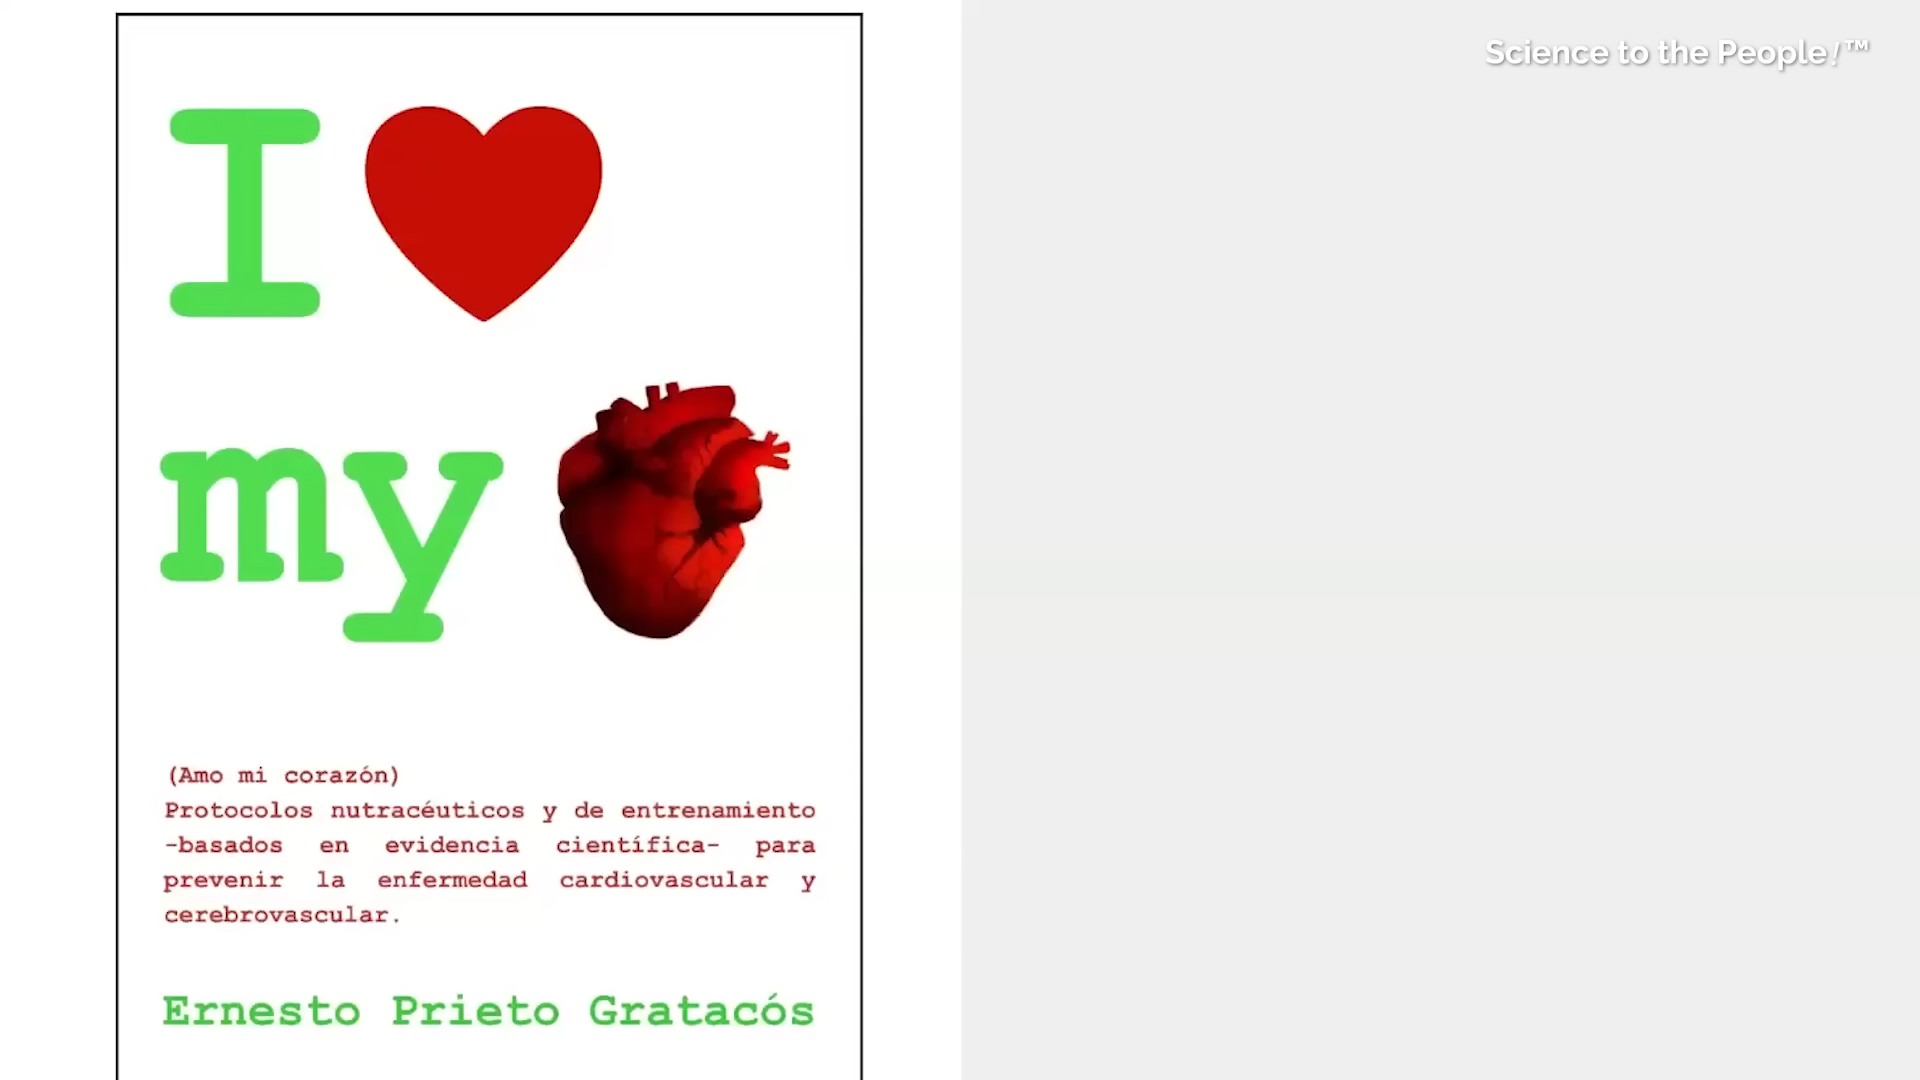 Science to the People!™
I
my
(Amo mi corazón)
Protocolos nutracéuticos y de entrenamiento
-basados en evidencia científica- para
prevenir la enfermedad cardiovascular y
cerebrovascular.
Ernesto Prieto Gratacós